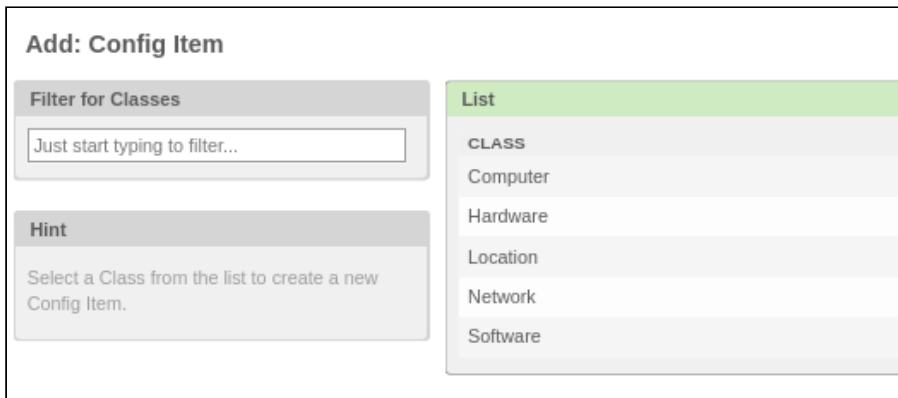 Add: Config Item
Filter for Classes
Just start typing to filter...
Hint
Select a Class from the list to create a new
Config Item.
List
CLASS
Computer
Hardware
Location
Network
Software